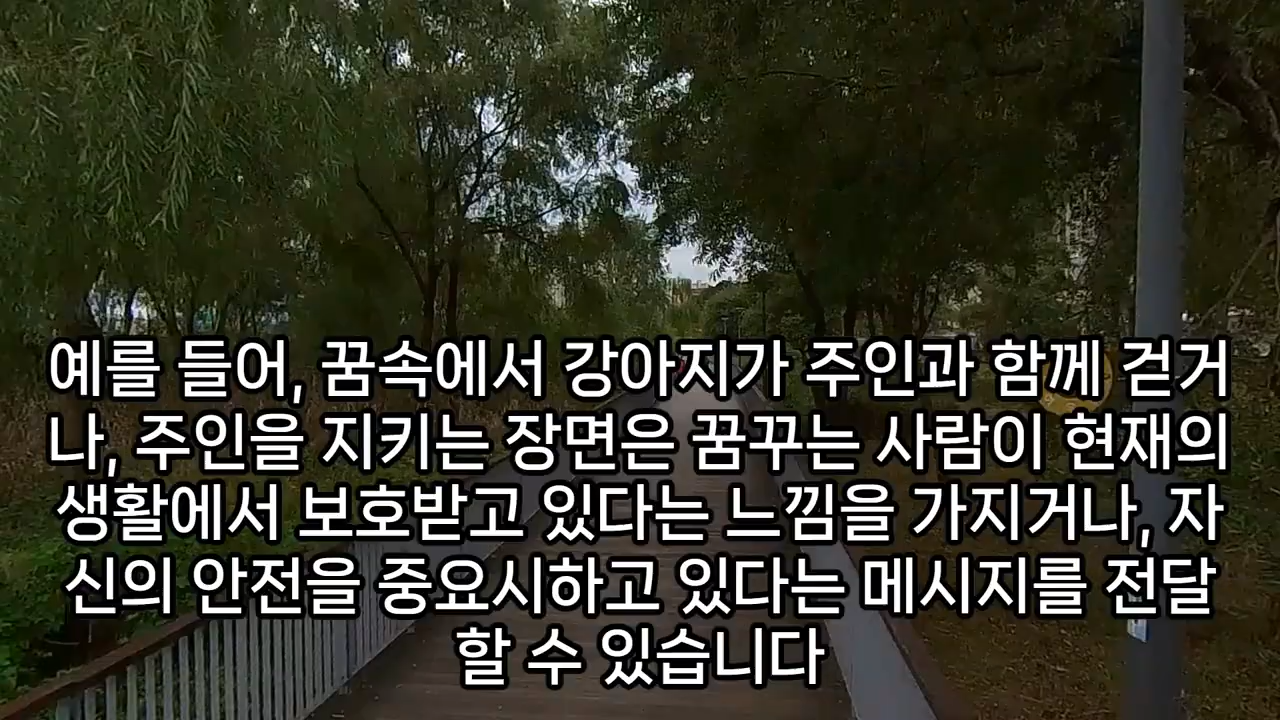 예를 들어, 꿈속에서 강아지가 주인과 함께 걷거
나, 주인을 지키는 장면은 꿈꾸는 사람이 현재의
생활에서 보호받고 있다는 느낌을 가지거나, 자
신의 안전을 중요시하고 있다는 메시지를 전달
할 수 있습니다